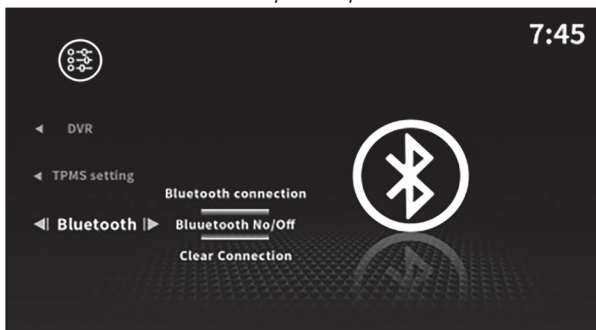 7:45
DVR
TPMS setting
Bluetooth connection
Bluetooth
Bluuetooth No/Off
Clear Connection